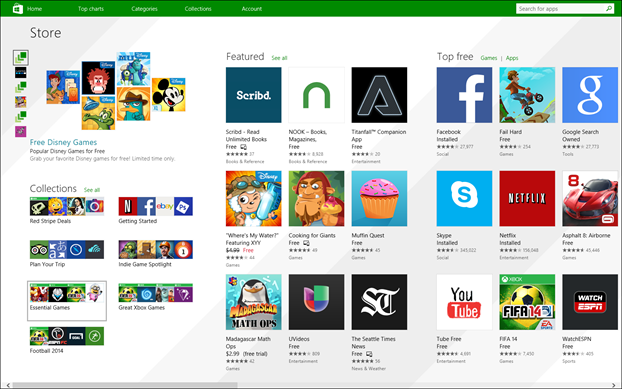 Home
Top charts
Categories
Collections
Account
Search for apps
Store
Free Disney Games
Popular Disney Games for Free
Grab your favorite Disney games for free! Limited time only.
Collections
See all
Red Stripe Deals
Getting Started
Plan Your Trip
Indie Game Spotlight
Essential Games
Great Xbox Games
Football 2014
Featured
See all
Scribd.
Scribd - Read
Unlimited Books
Free
Books & Reference
NOOK – Books,
Magazines,
Free
8,928
Books & Reference
Titanfall™ Companion
App
Free
20
Entertainment
"Where's My Water?"
Featuring XYY
$4.99 Free
44
Games
Cooking for Giants
Free
49
Games
Muffin Quest
Free
45
Games
MADAGASCAR
MATH OPS
Madagascar Math
Ops
$2.99 (free trial)
42
Games
UVideos
Free
809
Entertainment
The Seattle Times
News
Free
56
News & Weather
Top free
Games
Apps
Facebook
Installed
27,977
Social
Fail Hard
Free
254
Games
Google Search
Owned
27,773
Tools
Skype
Installed
Social
NETFLIX
Netflix
Installed
Entertainment
8
Asphalt 8: Airborne
Free
45,446
Games
You
Tube
Tube Free
Free
4,691
Entertainment
XBOX
FIFA14
EA SPORTS
FIFA 14
Free
7,450
Games
WATCH
ESPN
WatchESPN
Free
405
Sports